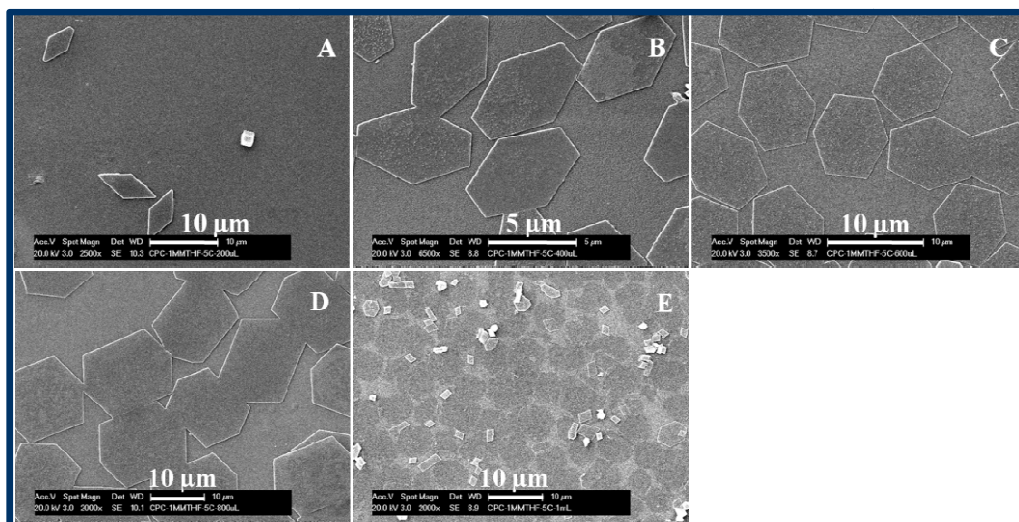 A
10 μm
Acc.V Spot Magn Det WD 10 μm
20.0 kV 3.0 2500x SE 10.3 CPC-1MMTHF-5C-200uL
B
5 μm
Acc.V Spot Magn Det WD 5 μm
20.0 kV 3.0 6500x SE 8.8 CPC-1MMTHF-5C-400uL
C
10 μm
Acc.V Spot Magn Det WD 10 μm
20.0 kV 3.0 3500x SE 8.7 CPC-1MMTHF-5C-600uL
D
10 μm
Acc.V Spot Magn Det WD 10 μm
20.0 kV 3.0 2000x SE 10.1 CPC-1MMTHF-5C-800uL
E
10 μm
Acc.V Spot Magn Det WD 10 μm
20.0 kV 3.0 2000x SE 8.9 CPC-1MMTHF-5C-1mL